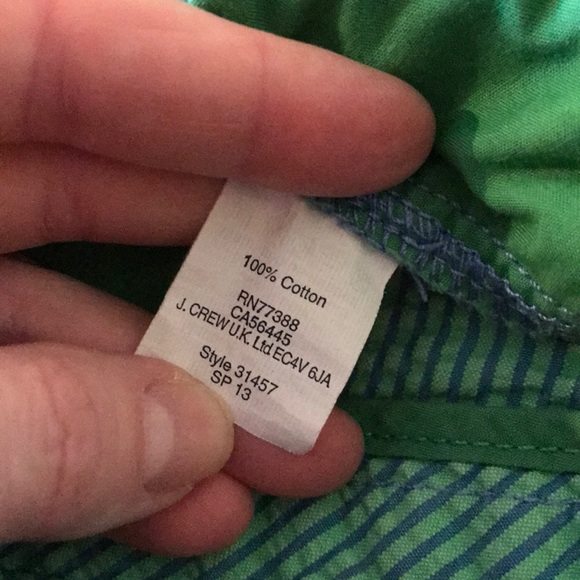 100% Cotton
RN77388
CA56445
J. CREW U.K. Ltd EC4V 6JA
Style 31457
SP 13